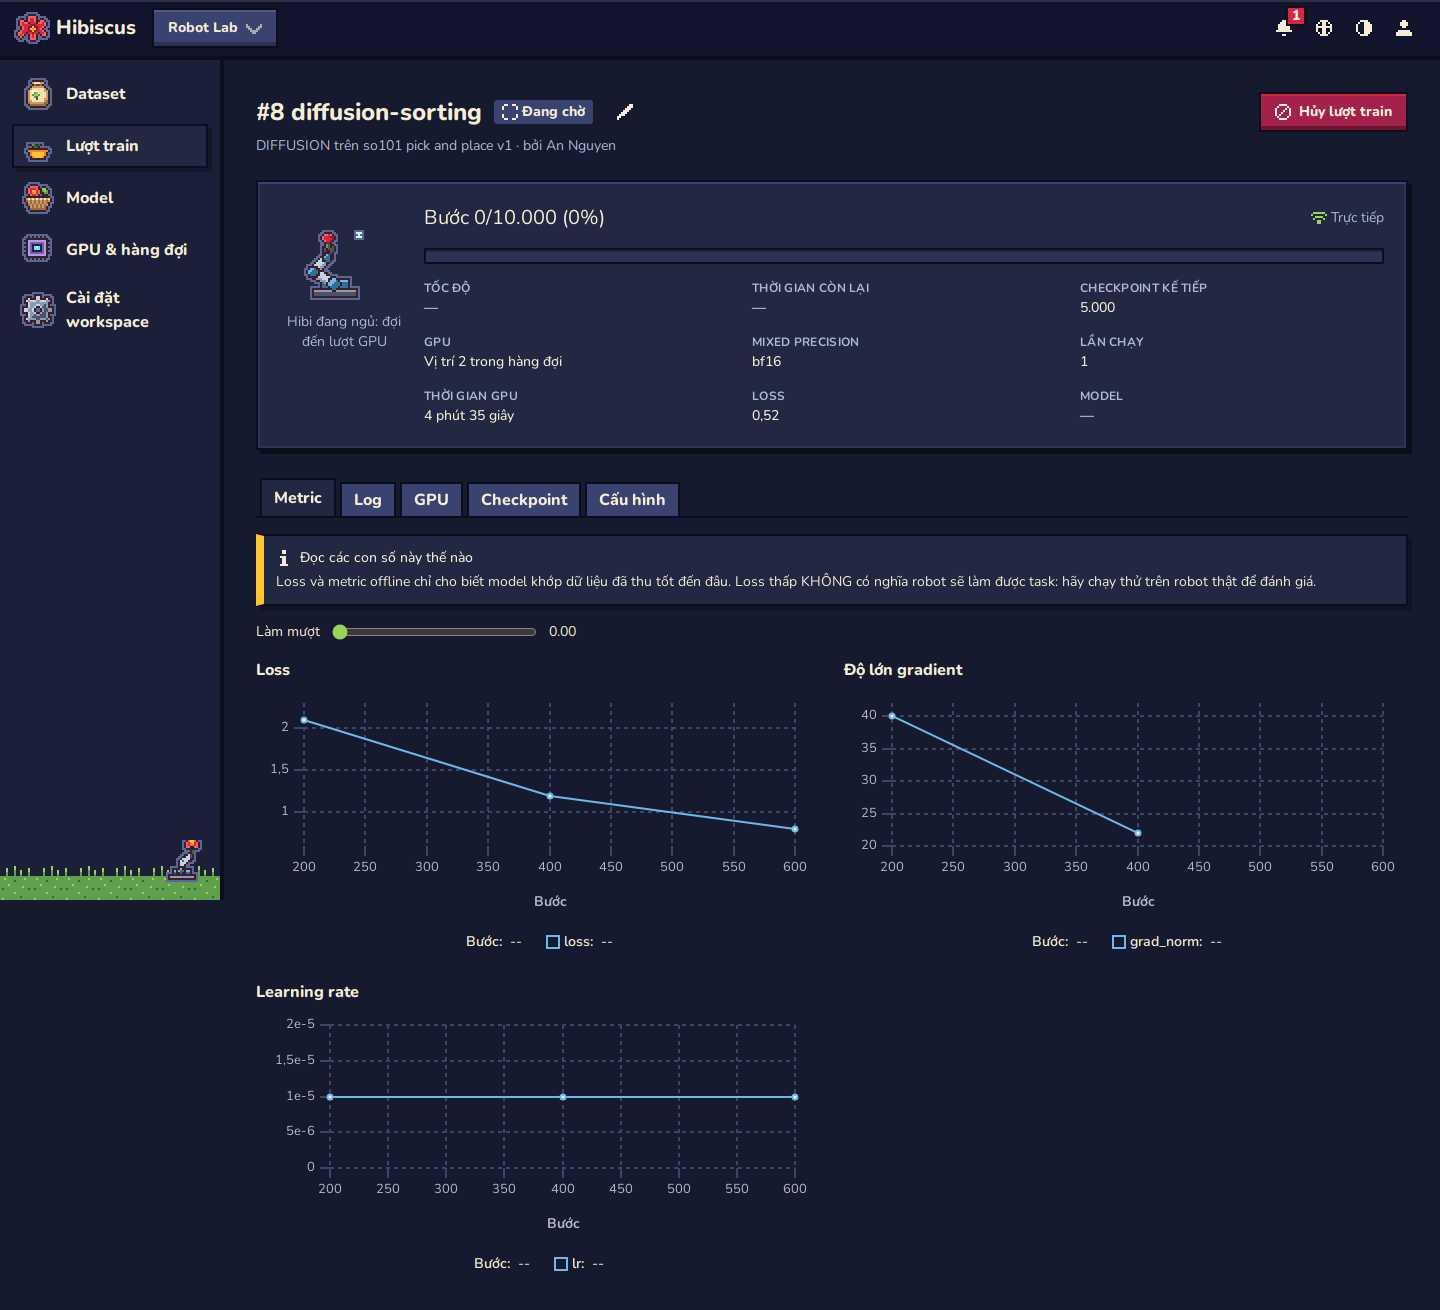 Hibiscus
Robot Lab
1
Dataset
Lượt train
Model
GPU & hàng đợi
Cài đặt
workspace
#8 diffusion-sorting
Đang chờ
Hủy lượt train
DIFFUSION trên so101 pick and place v1 · bởi An Nguyen
Bước 0/10.000 (0%)
Trực tiếp
Hibi đang ngủ: đợi
đến lượt GPU
TỐC ĐỘ
—
THỜI GIAN CÒN LẠI
—
CHECKPOINT KẾ TIẾP
5.000
GPU
Vị trí 2 trong hàng đợi
MIXED PRECISION
bf16
LẦN CHẠY
1
THỜI GIAN GPU
4 phút 35 giây
LOSS
0,52
MODEL
—
Metric
Log
GPU
Checkpoint
Cấu hình
Đọc các con số này thế nào
Loss và metric offline chỉ cho biết model khớp dữ liệu đã thu tốt đến đâu. Loss thấp KHÔNG có nghĩa robot sẽ làm được task: hãy chạy thử trên robot thật để đánh giá.
Làm mượt 0.00
Loss
2
1,5
1
200 250 300 350 400 450 500 550 600
Bước
Bước: -- loss: --
Độ lớn gradient
40
35
30
25
20
200 250 300 350 400 450 500 550 600
Bước
Bước: -- grad_norm: --
Learning rate
2e-5
1,5e-5
1e-5
5e-6
0
200 250 300 350 400 450 500 550 600
Bước
Bước: -- lr: --